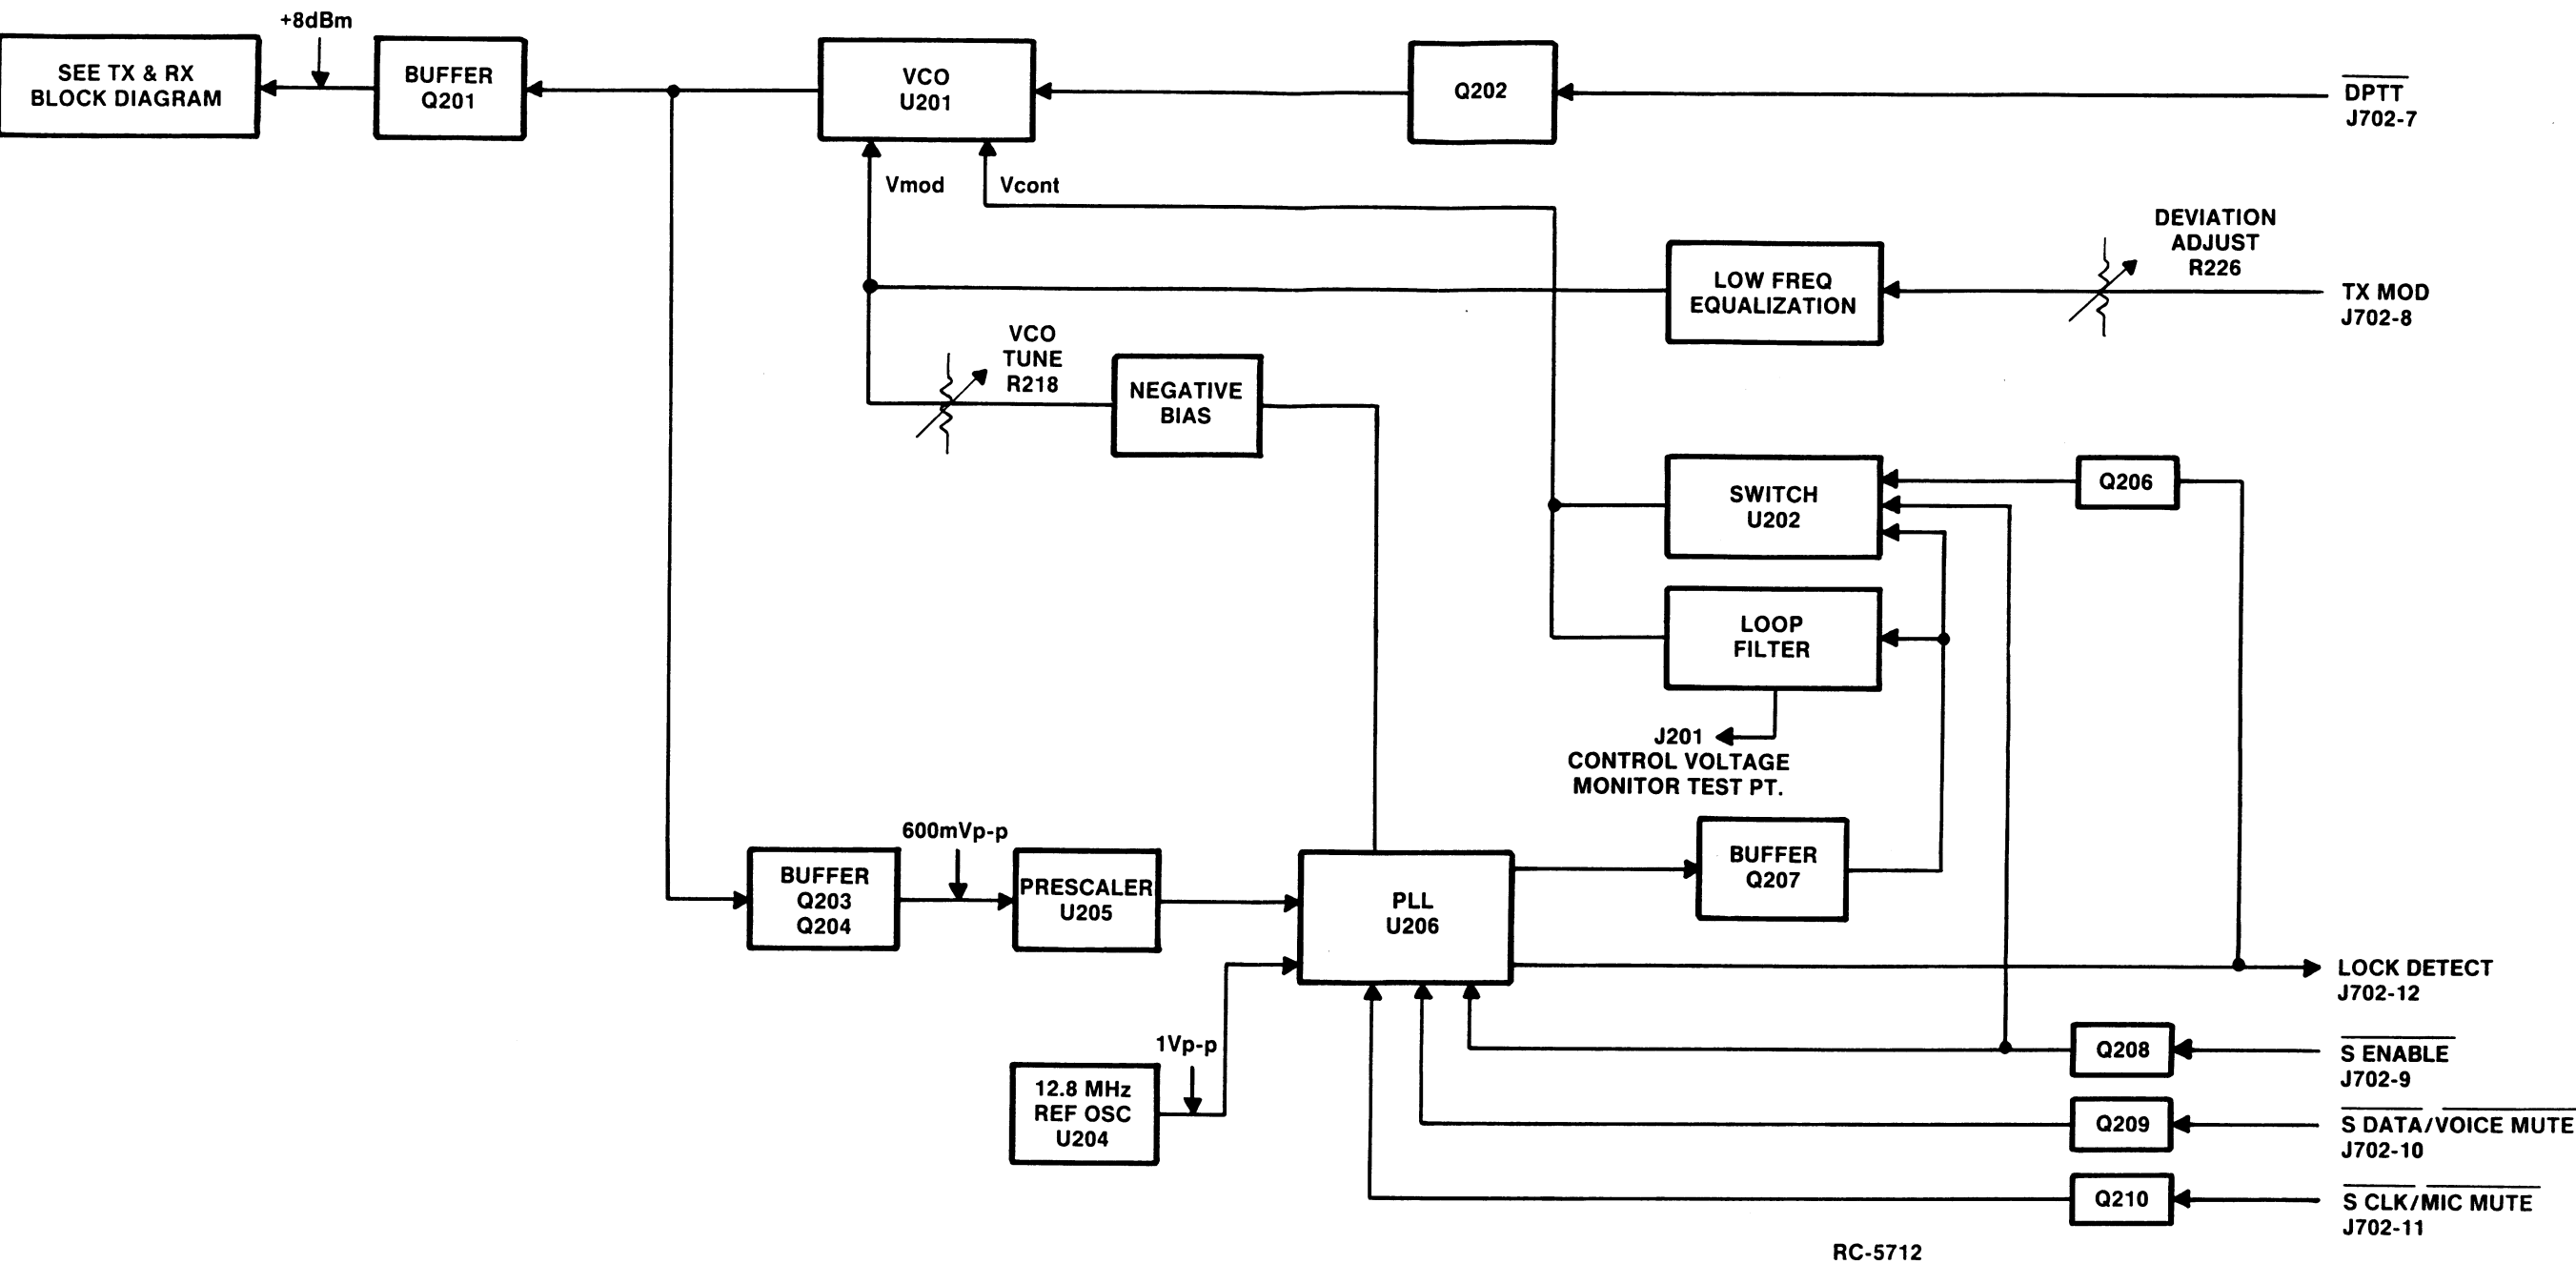 +8dBm
SEE TX & RX
BLOCK DIAGRAM
BUFFER
Q201
VCO
U201
Q202
DPTT
J702-7
Vmod
Vcont
DEVIATION
ADJUST
R226
LOW FREQ
EQUALIZATION
TX MOD
J702-8
VCO
TUNE
R218
NEGATIVE
BIAS
SWITCH
U202
Q206
LOOP
FILTER
J201
CONTROL VOLTAGE
MONITOR TEST PT.
600mVp-p
BUFFER
Q203
Q204
PRESCALER
U205
PLL
U206
BUFFER
Q207
LOCK DETECT
J702-12
1Vp-p
12.8 MHz
REF OSC
U204
Q208
S ENABLE
J702-9
Q209
S DATA/VOICE MUTE
J702-10
Q210
S CLK/MIC MUTE
J702-11
RC-5712